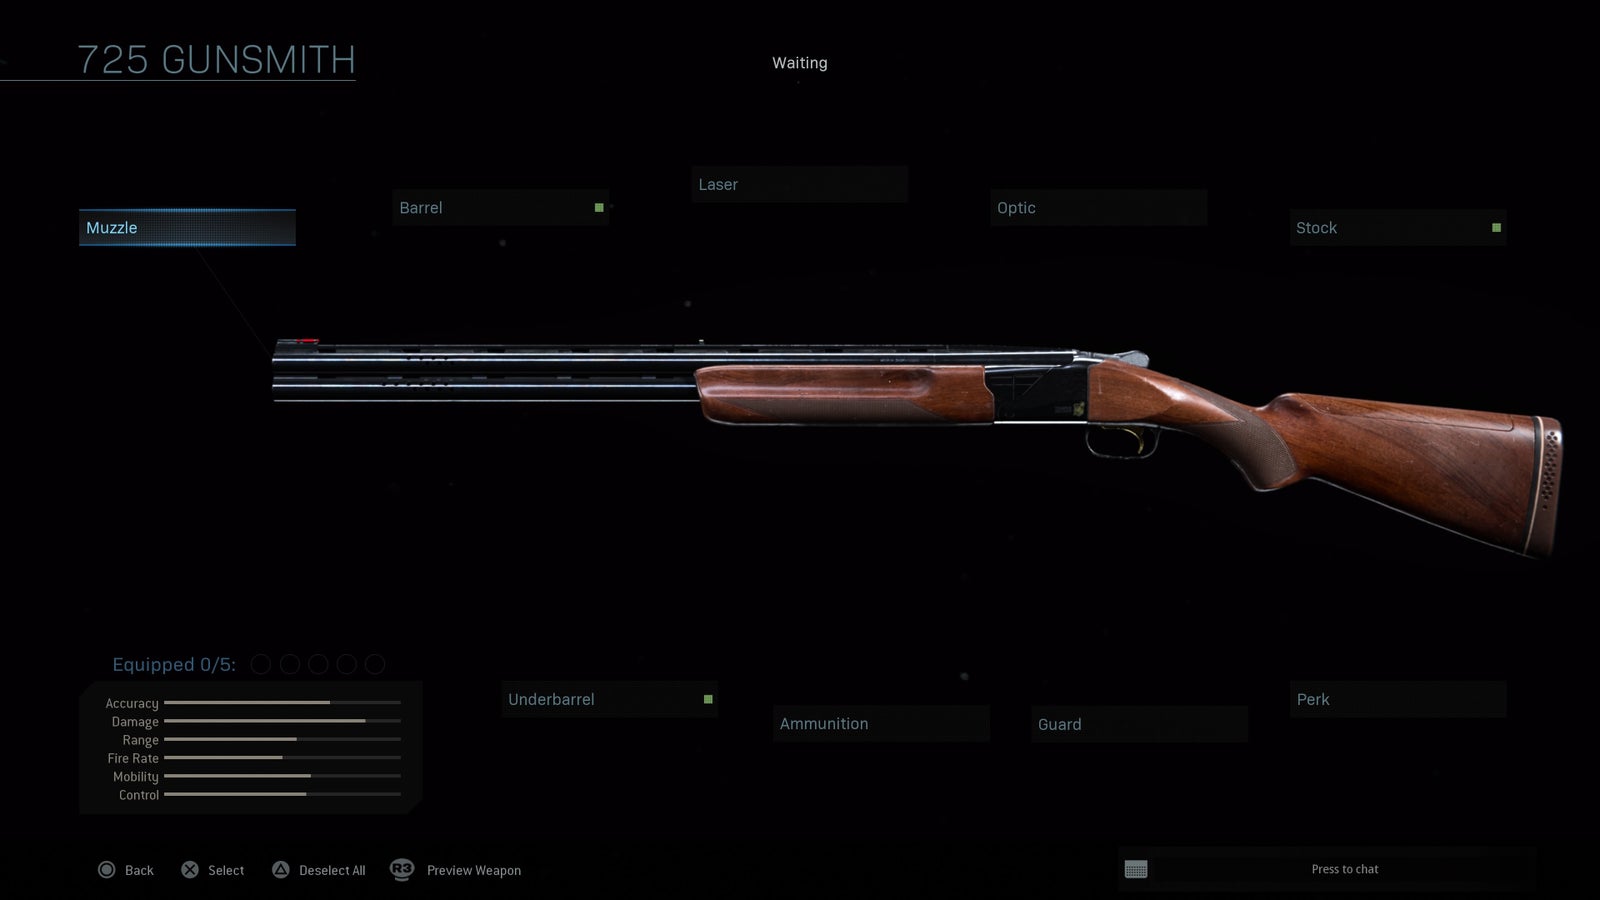 725 GUNSMITH
Waiting
Muzzle
Barrel
Laser
Optic
Stock
Equipped 0/5:
Accuracy
Damage
Range
Fire Rate
Mobility
Control
Underbarrel
Ammunition
Guard
Perk
Back
Select
Deselect All
R3 Preview Weapon
Press to chat